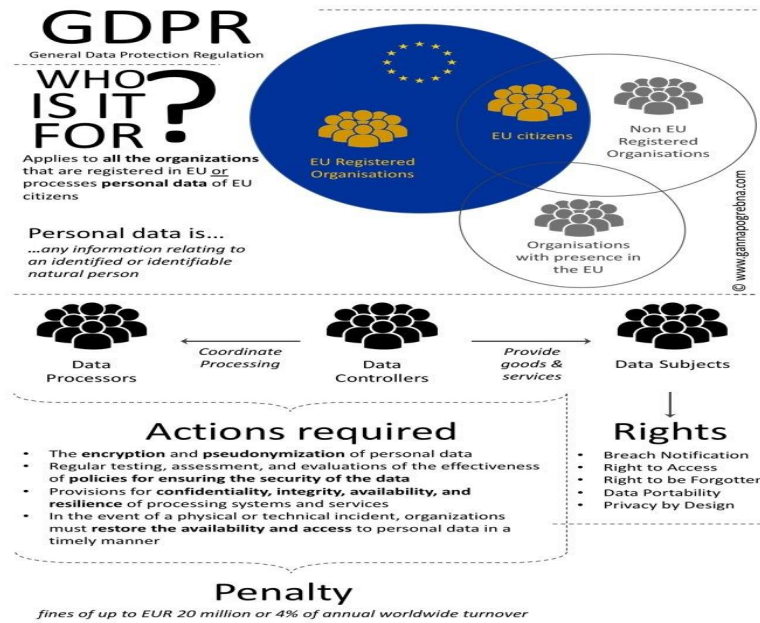 GDPR
General Data Protection Regulation
WHO
IS IT
FOR
?
Applies to all the organizations
that are registered in EU or
processes personal data of EU
citizens
Personal data is...
...any information relating to
an identified or identifiable
natural person
EU Registered
Organisations
EU citizens
Non EU
Registered
Organisations
Organisations
with presence in
the EU
© www.gannapogrebna.com
Data
Processors
Coordinate
Processing
Data
Controllers
Provide
goods &
services
Data Subjects
Actions required
• The encryption and pseudonymization of personal data
• Regular testing, assessment, and evaluations of the effectiveness
of policies for ensuring the security of the data
• Provisions for confidentiality, integrity, availability, and
resilience of processing systems and services
• In the event of a physical or technical incident, organizations
must restore the availability and access to personal data in a
timely manner
Rights
• Breach Notification
• Right to Access
• Right to be Forgotten
• Data Portability
• Privacy by Design
Penalty
fines of up to EUR 20 million or 4% of annual worldwide turnover